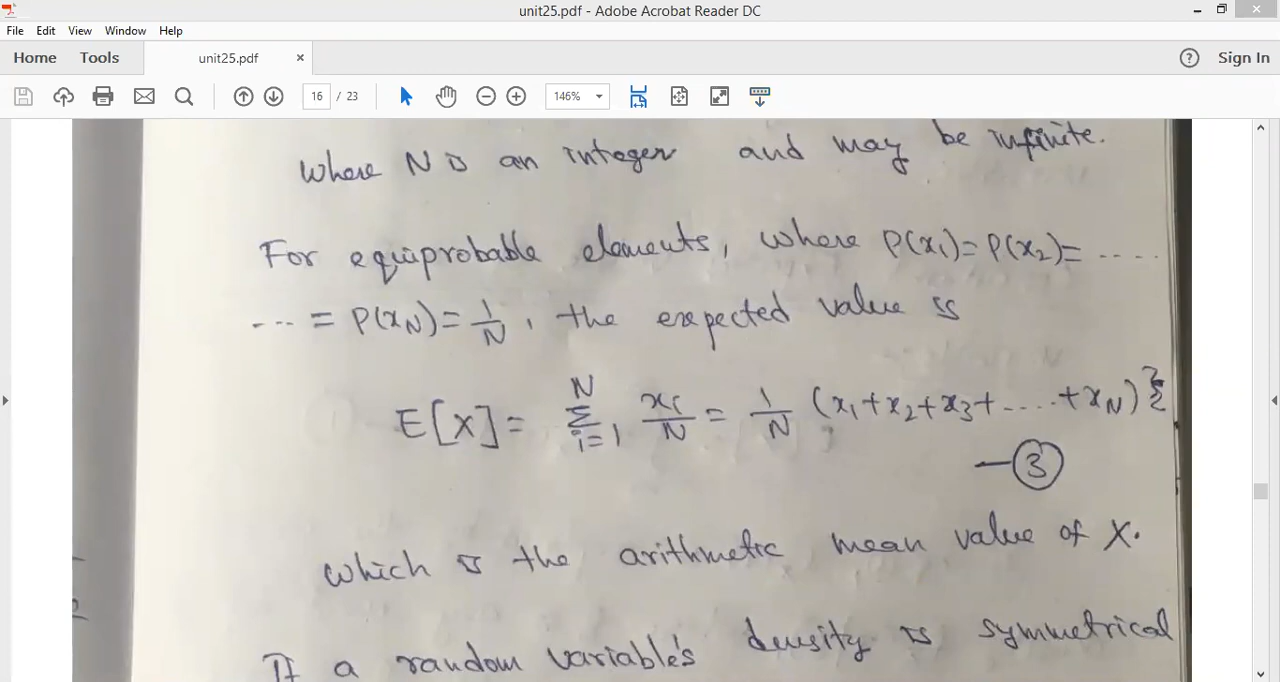 unit25.pdf - Adobe Acrobat Reader DC
File Edit View Window Help
Home Tools unit25.pdf × Sign In
16 / 23 146%
where N is an integer and may be infinite.
For equiprobable elements, where P(x₁) = P(x₂) = ....
... = P(xN) = 1/N, the expected value is
E[X] = N Σ i=1 xi/N = 1/N (x₁+x₂+x₃+....+xN) }
— ③
which is the arithmetic mean value of X.
If a random variable's density is symmetrical